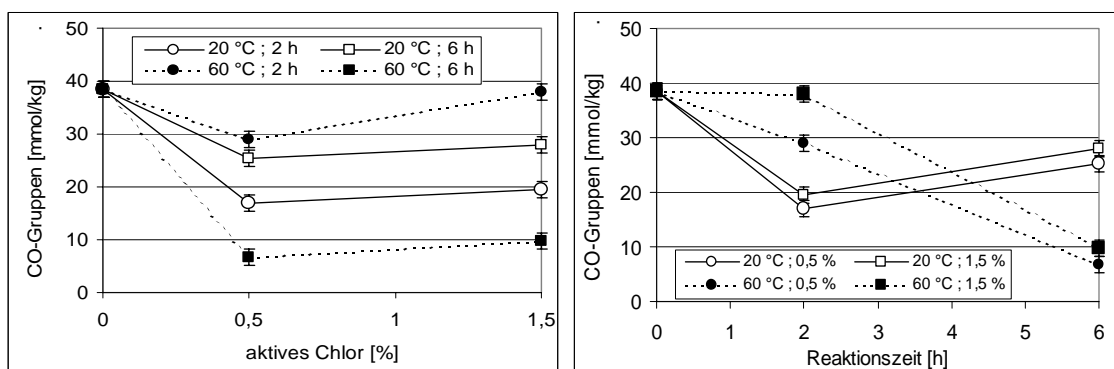 CO-Gruppen [mmol/kg]
50
40
30
20
10
0
20 °C ; 2 h
20 °C ; 6 h
60 °C ; 2 h
60 °C ; 6 h
0
0,5
1
1,5
aktives Chlor [%]
CO-Gruppen [mmol/kg]
50
40
30
20
10
0
20 °C ; 0,5 %
20 °C ; 1,5 %
60 °C ; 0,5 %
60 °C ; 1,5 %
0
1
2
3
4
5
6
Reaktionszeit [h]